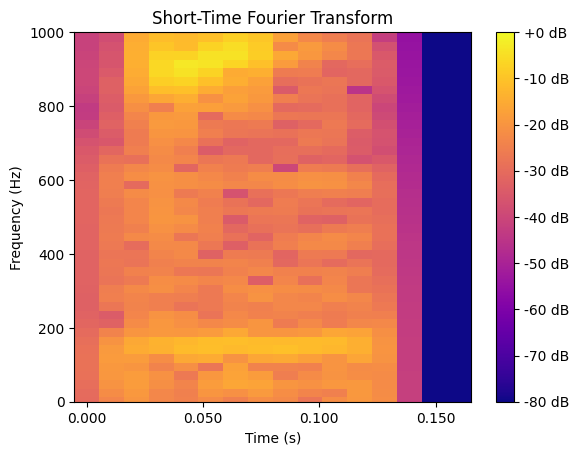 Short-Time Fourier Transform
1000
800
600
400
200
0
Frequency (Hz)
0.000
0.050
0.100
0.150
Time (s)
+0 dB
-10 dB
-20 dB
-30 dB
-40 dB
-50 dB
-60 dB
-70 dB
-80 dB